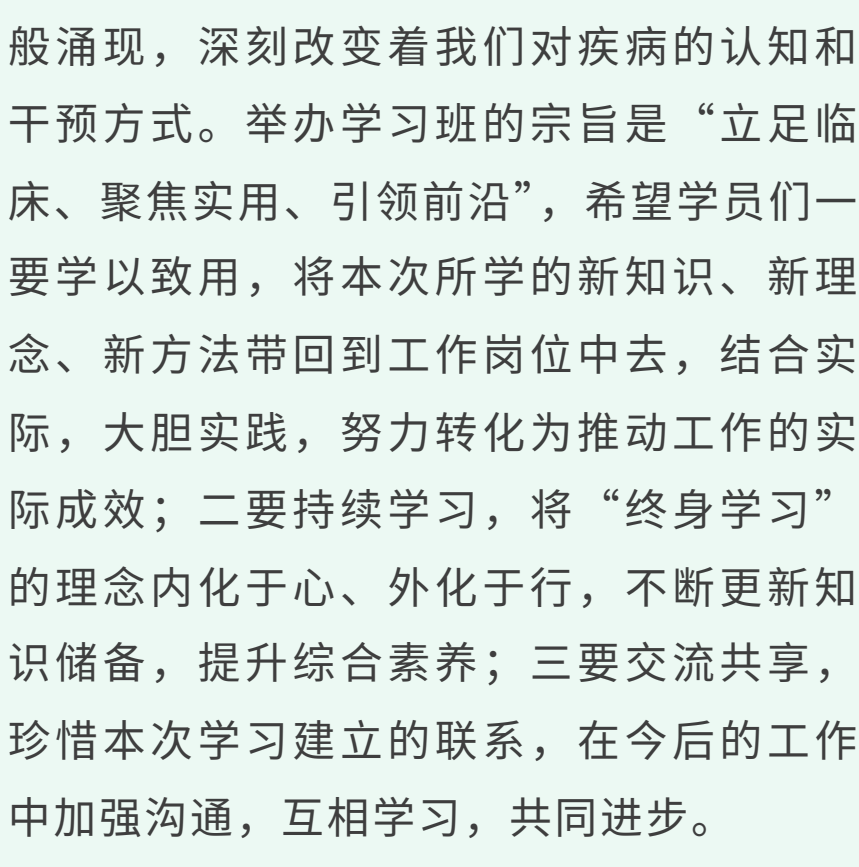 般涌现，深刻改变着我们对疾病的认知和
干预方式。举办学习班的宗旨是“立足临
床、聚焦实用、引领前沿”，希望学员们一
要学以致用，将本次所学的新知识、新理
念、新方法带回到工作岗位中去，结合实
际，大胆实践，努力转化为推动工作的实
际成效；二要持续学习，将“终身学习”
的理念内化于心、外化于行，不断更新知
识储备，提升综合素养；三要交流共享，
珍惜本次学习建立的联系，在今后的工作
中加强沟通，互相学习，共同进步。